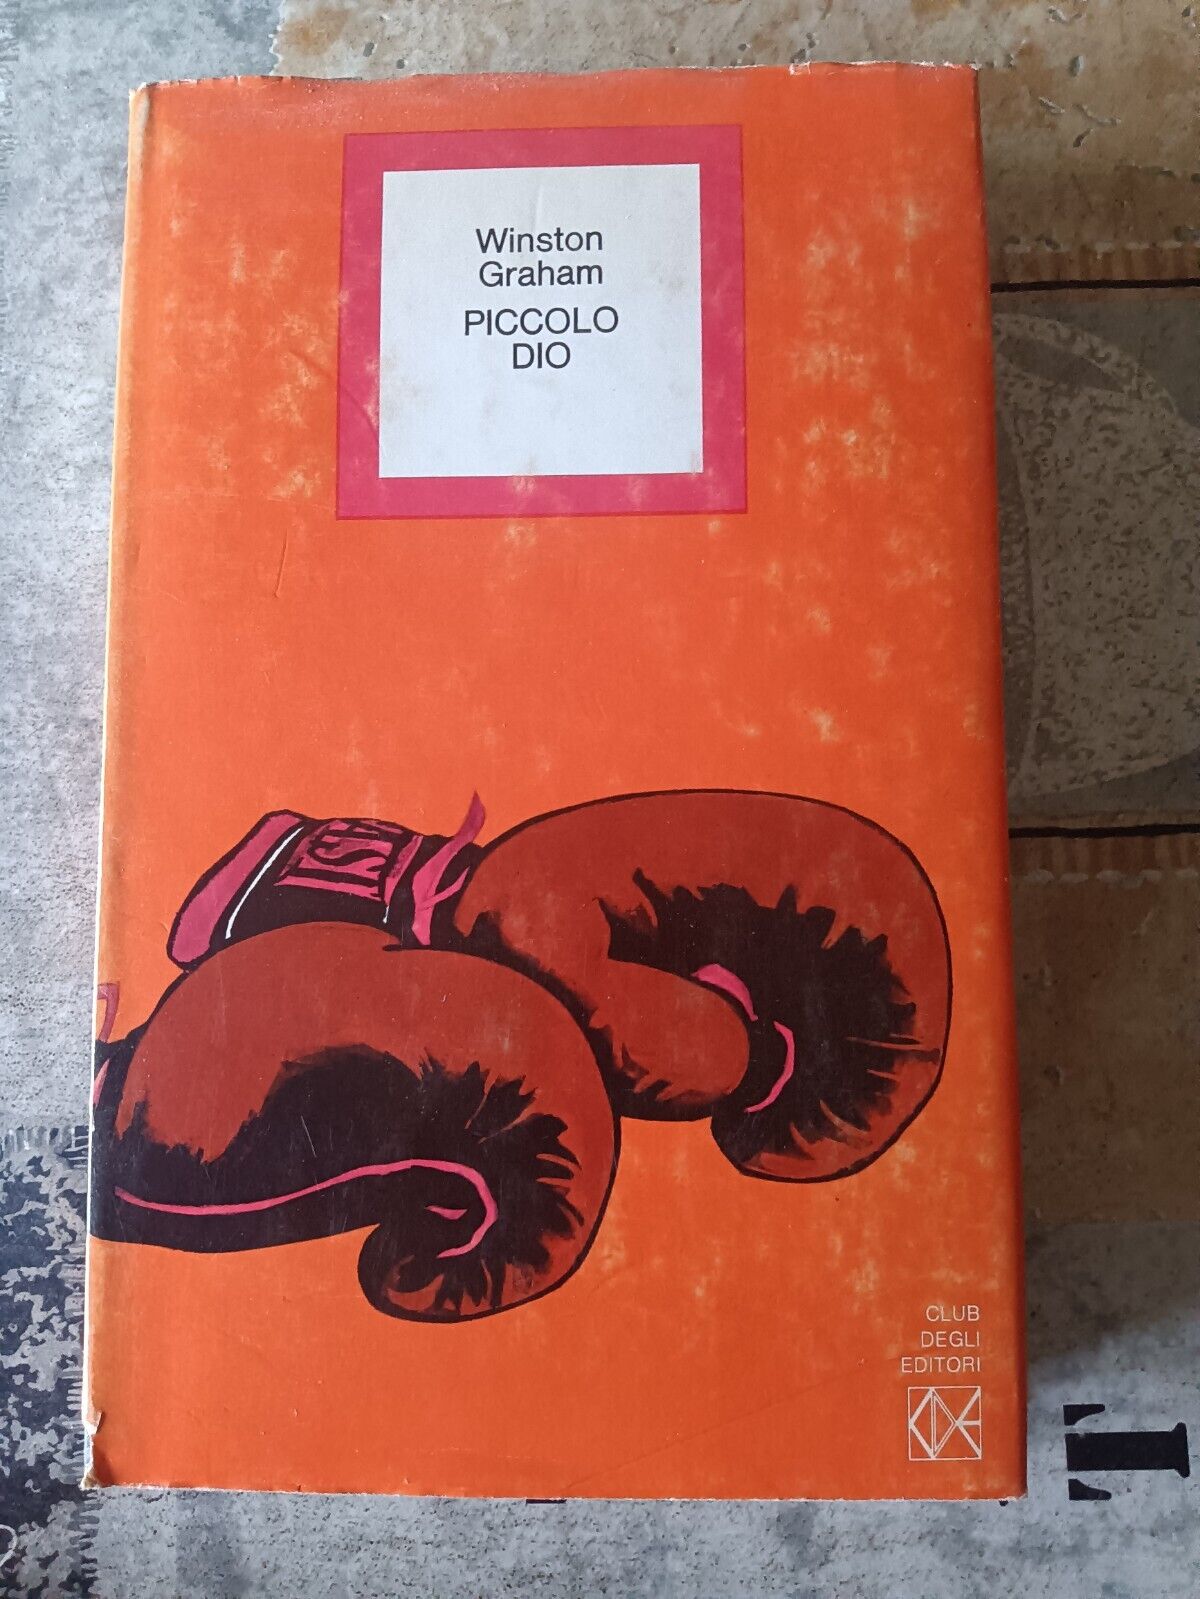 Winston
Graham
PICCOLO
DIO
CLUB
DEGLI
EDITORI